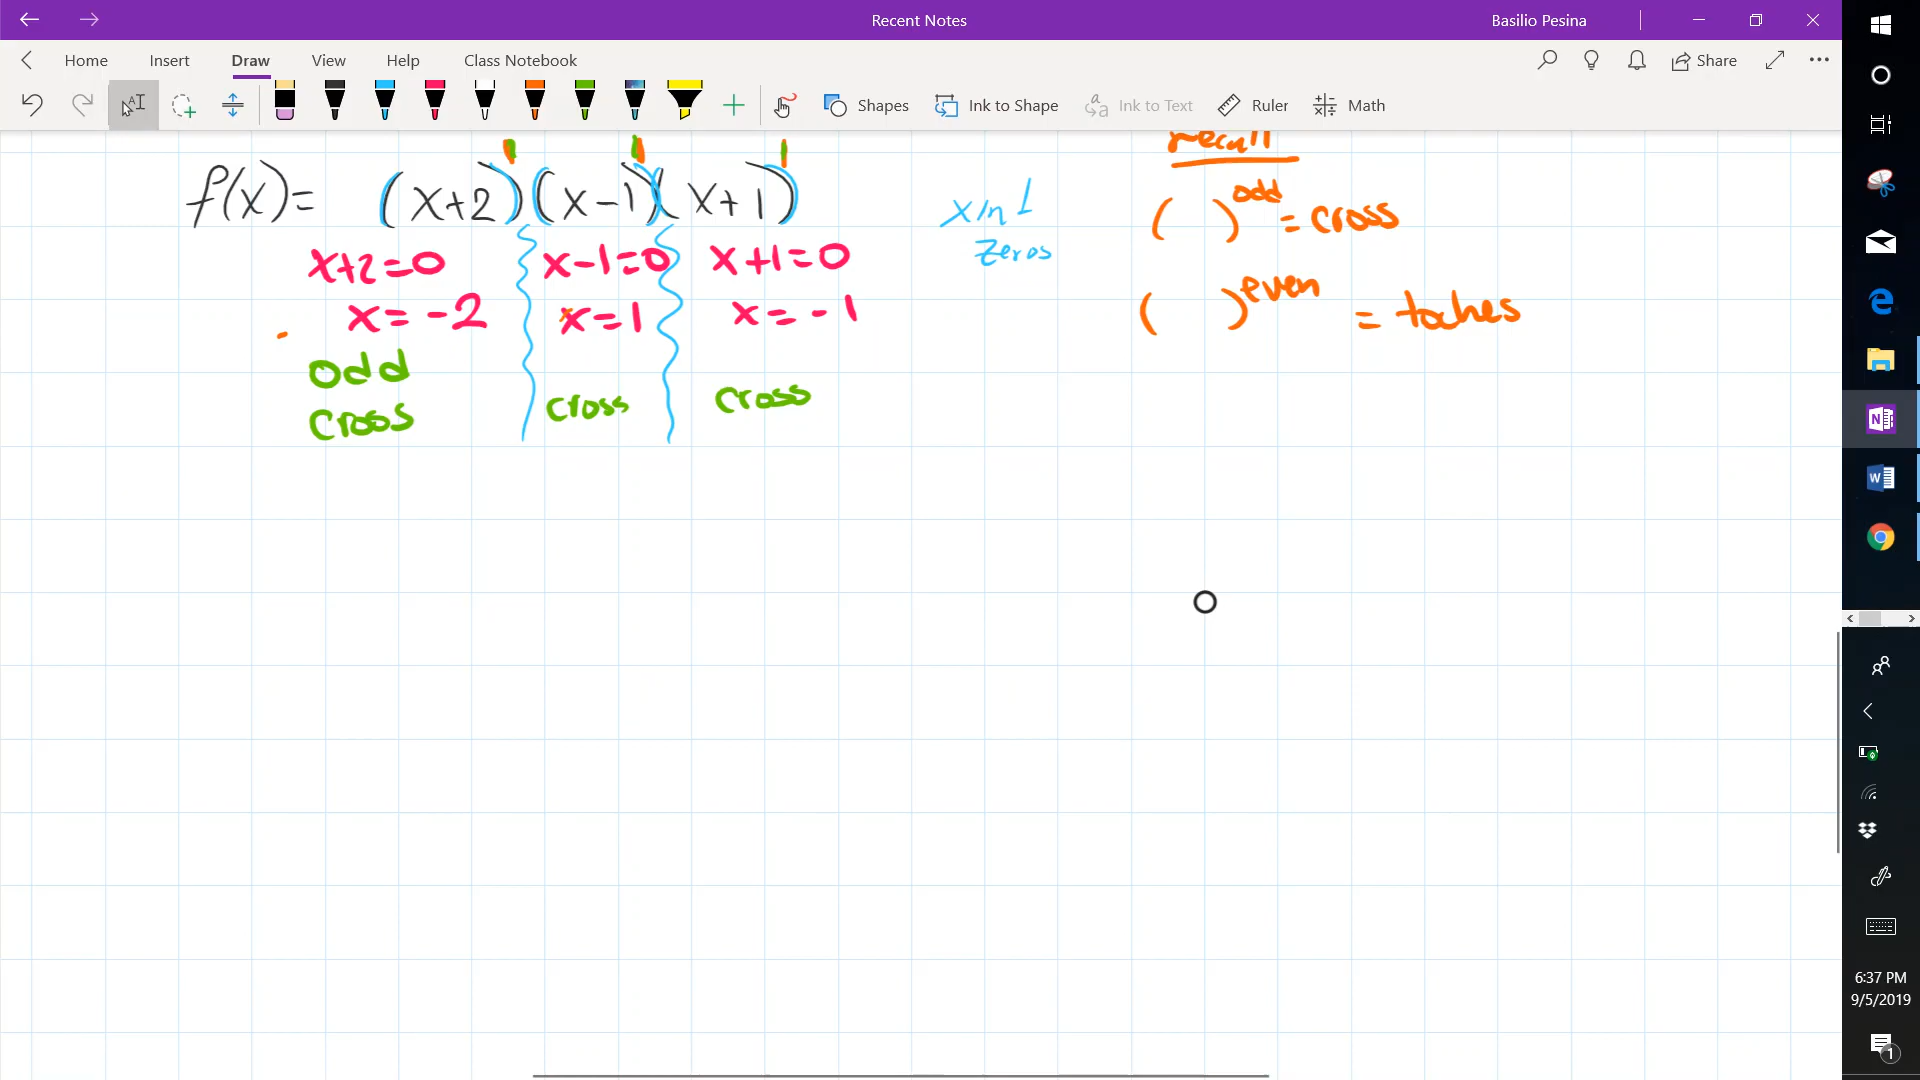 Recent Notes
Basilio Pesina
Home Insert Draw View Help Class Notebook
Share
Shapes Ink to Shape Ink to Text Ruler Math
recall
f(x)= (x+2)(x-1)(x+1)
x in 1
zeros
( )^odd = cross
x+2=0 x-1=0 x+1=0
x=-2 x=1 x=-1
( )^even = toches
odd
cross cross cross
6:37 PM
9/5/2019
1